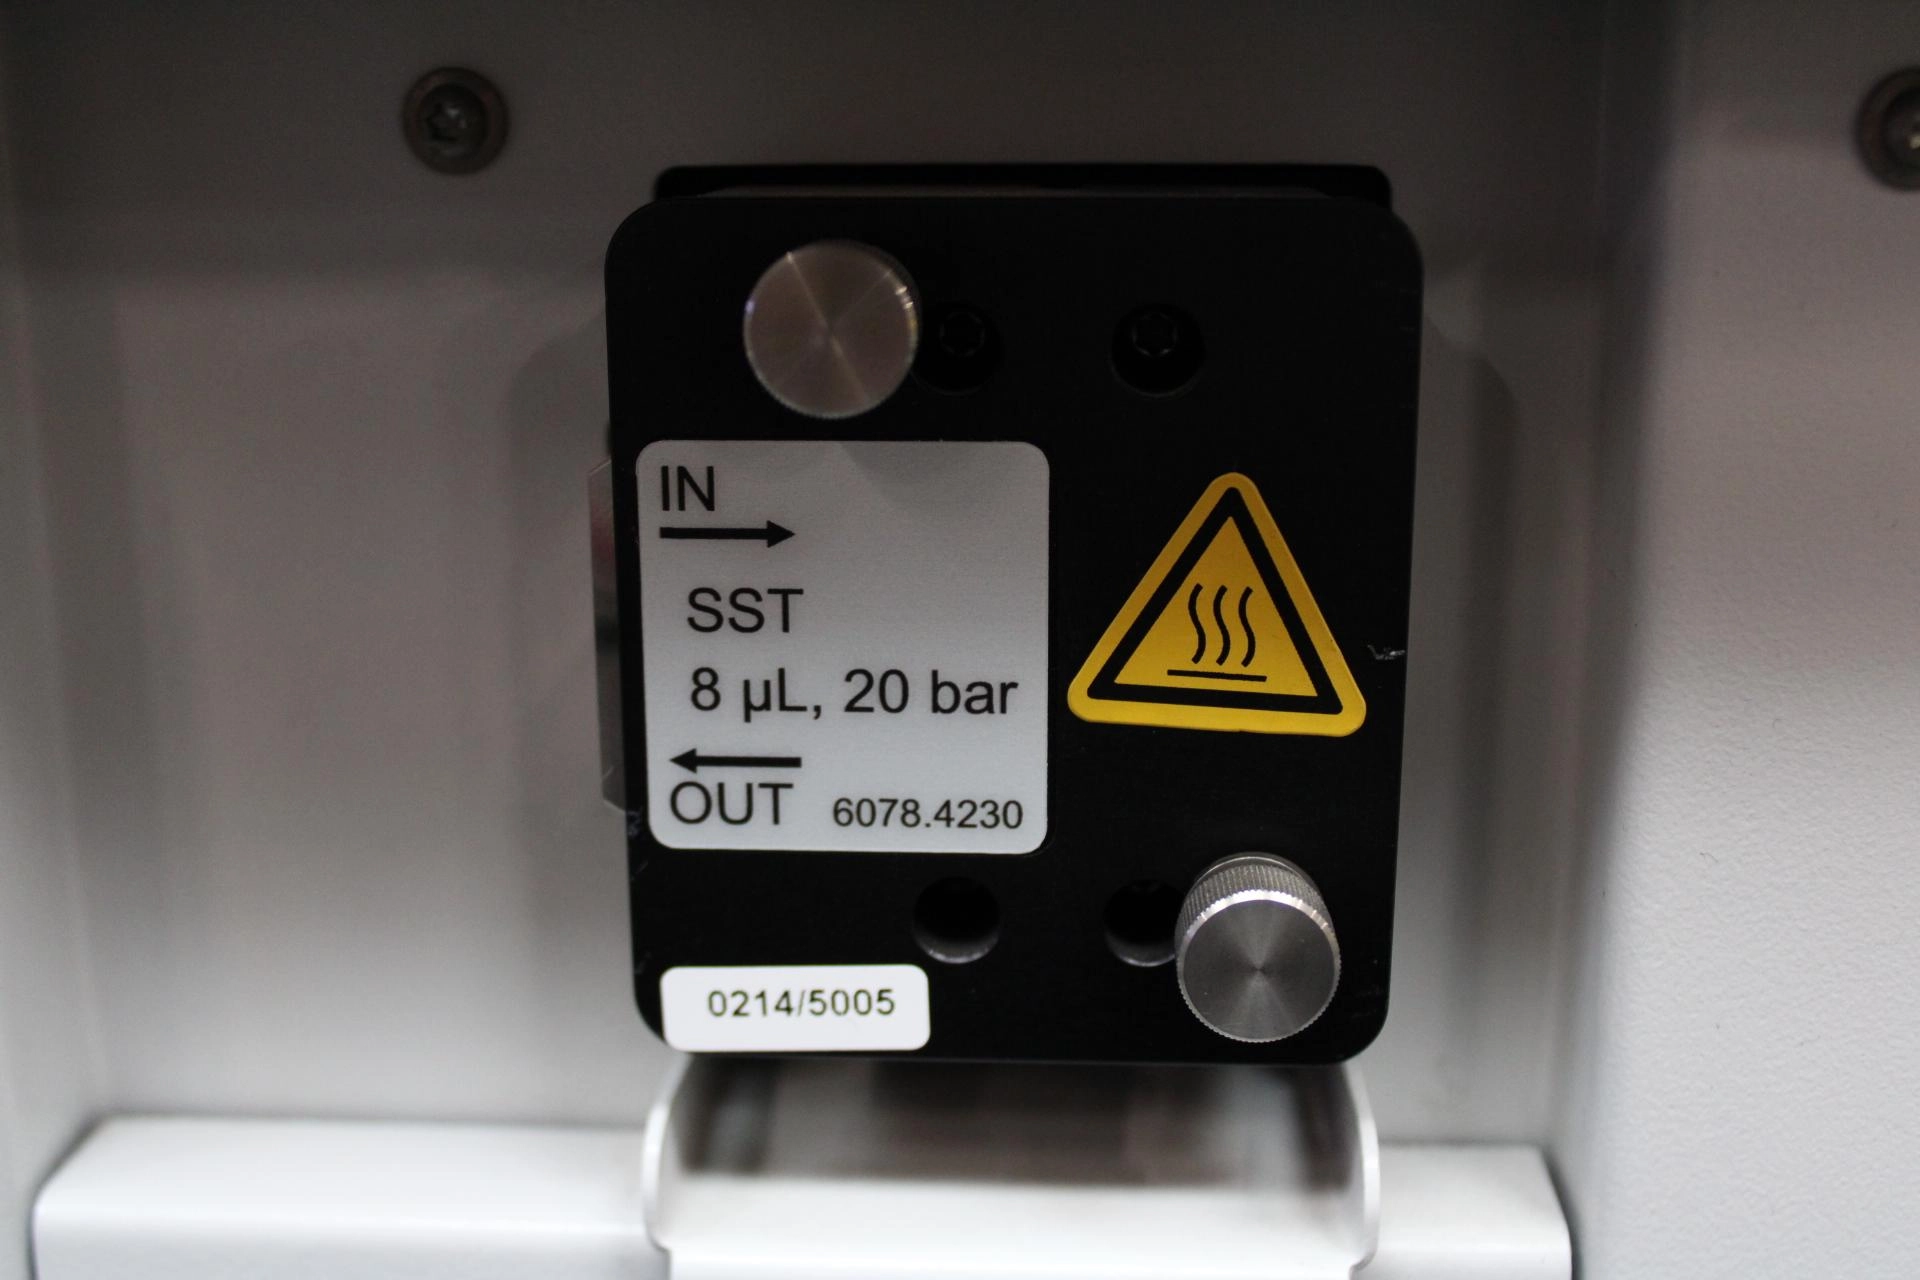 IN
SST
8 µL, 20 bar
OUT 6078.4230
0214/5005